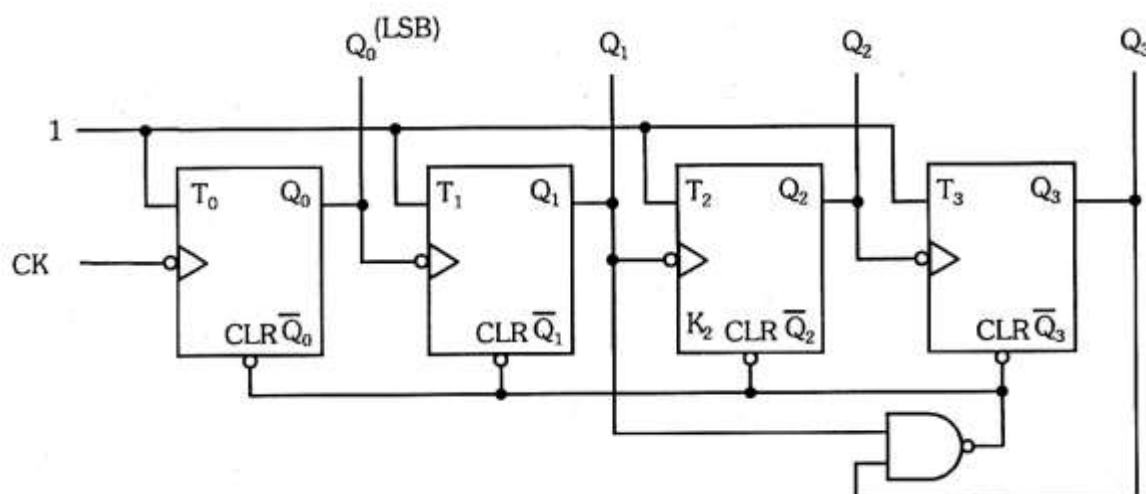 Q₀(LSB) Q₁ Q₂ Q₃
1
T₀ Q₀ T₁ Q₁ T₂ Q₂ T₃ Q₃
CK
CLR Q̅₀ CLR Q̅₁ K₂ CLR Q̅₂ CLR Q̅₃